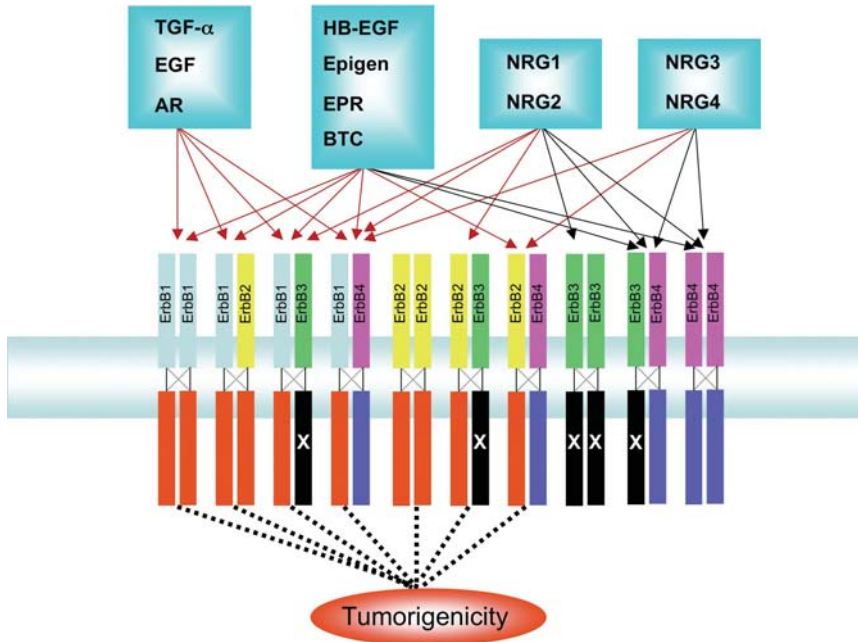 TGF-α
EGF
AR
HB-EGF
Epigen
EPR
BTC
NRG1
NRG2
NRG3
NRG4
ErbB1
ErbB1
ErbB1
ErbB2
ErbB1
ErbB3
ErbB1
ErbB4
ErbB2
ErbB2
ErbB2
ErbB3
ErbB2
ErbB4
ErbB3
ErbB3
ErbB3
ErbB4
ErbB4
ErbB4
X
X
X
X
X
Tumorigenicity